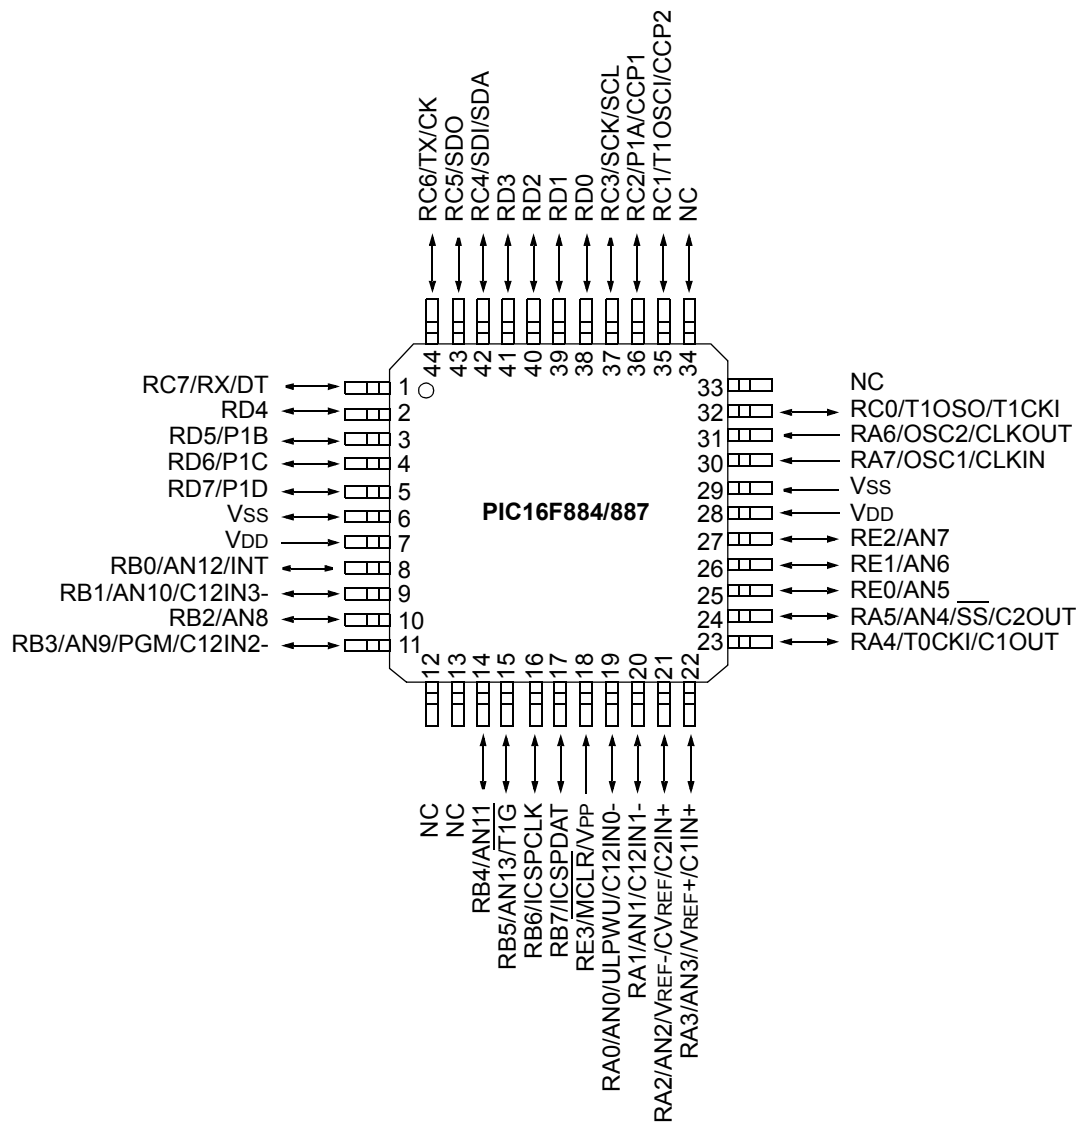 RC6/TX/CK
RC5/SDO
RC4/SDI/SDA
RD3
RD2
RD1
RD0
RC3/SCK/SCL
RC2/P1A/CCP1
RC1/T1OSCI/CCP2
NC
44
43
42
41
40
39
38
37
36
35
34
RC7/RX/DT 1
RD4 2
RD5/P1B 3
RD6/P1C 4
RD7/P1D 5
VSS 6
VDD 7
RB0/AN12/INT 8
RB1/AN10/C12IN3- 9
RB2/AN8 10
RB3/AN9/PGM/C12IN2- 11
PIC16F884/887
33 NC
32 RC0/T1OSO/T1CKI
31 RA6/OSC2/CLKOUT
30 RA7/OSC1/CLKIN
29 VSS
28 VDD
27 RE2/AN7
26 RE1/AN6
25 RE0/AN5
24 RA5/AN4/SS/C2OUT
23 RA4/T0CKI/C1OUT
12
13
14
15
16
17
18
19
20
21
22
NC
NC
RB4/AN11
RB5/AN13/T1G
RB6/ICSPCLK
RB7/ICSPDAT
RE3/MCLR/VPP
RA0/AN0/ULPWU/C12IN0-
RA1/AN1/C12IN1-
RA2/AN2/VREF-/CVREF/C2IN+
RA3/AN3//VREF+/C1IN+